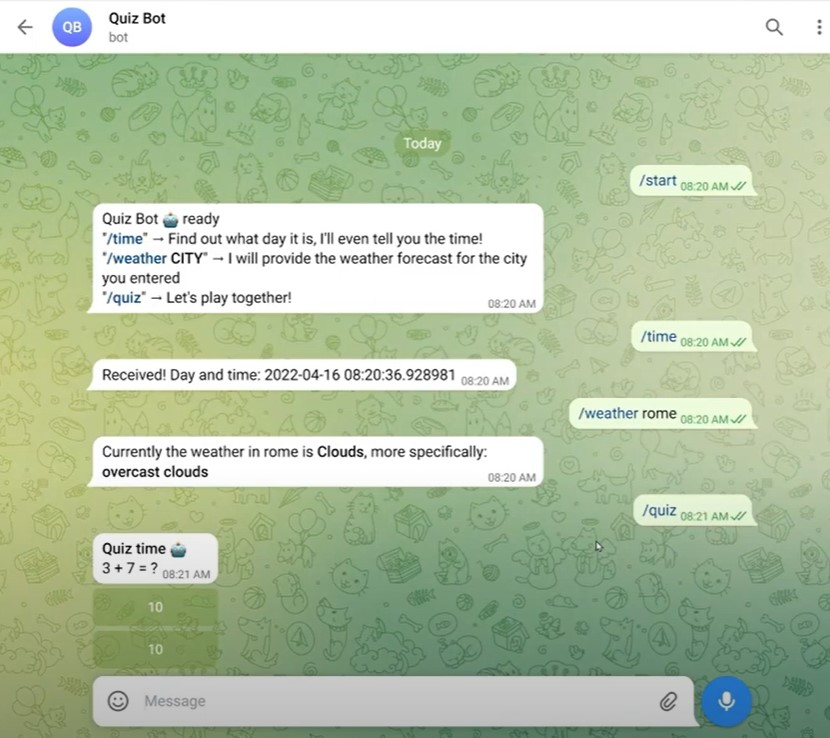 QB
Quiz Bot
bot
Today
/start 08:20 AM
Quiz Bot 🤖 ready
"/time" → Find out what day it is, I'll even tell you the time!
"/weather CITY" → I will provide the weather forecast for the city
you entered
"/quiz" → Let's play together!
08:20 AM
/time 08:20 AM
Received! Day and time: 2022-04-16 08:20:36.928981 08:20 AM
/weather rome 08:20 AM
Currently the weather in rome is Clouds, more specifically:
overcast clouds
08:20 AM
/quiz 08:21 AM
Quiz time 🤖
3 + 7 = ? 08:21 AM
10
10
Message